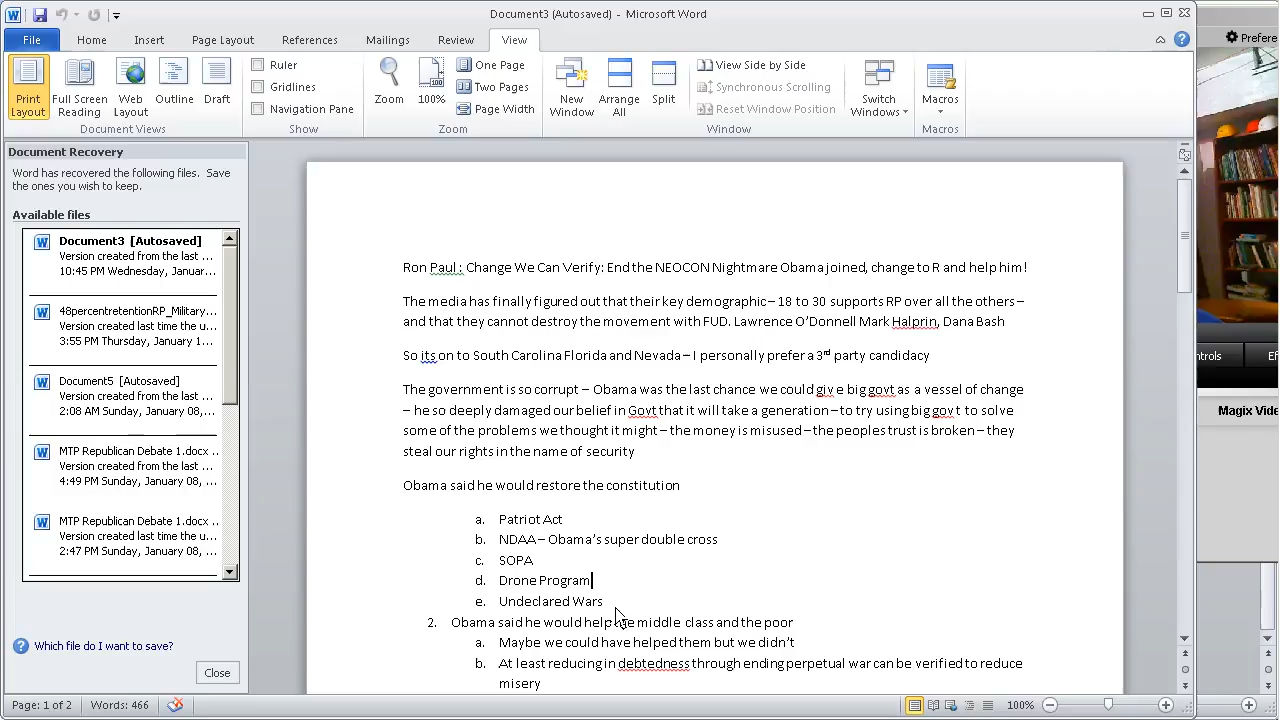 Document3 (Autosaved) - Microsoft Word
File Home Insert Page Layout References Mailings Review View
Prefere
Print Layout
Full Screen Reading
Web Layout
Outline
Draft
Document Views
Ruler
Gridlines
Navigation Pane
Show
Zoom
100%
One Page
Two Pages
Page Width
Zoom
New Window
Arrange All
Split
View Side by Side
Synchronous Scrolling
Reset Window Position
Window
Switch Windows
Macros
Macros
Document Recovery
Word has recovered the following files. Save
the ones you wish to keep.
Available files
Document3 [Autosaved]
Version created from the last ...
10:45 PM Wednesday, Januar...
48percentretentionRP_Military...
Version created last time the u...
3:55 PM Thursday, January 1...
Document5 [Autosaved]
Version created from the last ...
2:08 AM Sunday, January 08,...
MTP Republican Debate 1.docx ...
Version created from the last ...
4:49 PM Sunday, January 08, ...
MTP Republican Debate 1.docx ...
Version created last time the u...
2:47 PM Sunday, January 08, ...
Which file do I want to save?
Close
Ron Paul : Change We Can Verify: End the NEOCON Nightmare Obama joined, change to R and help him!
The media has finally figured out that their key demographic – 18 to 30 supports RP over all the others –
and that they cannot destroy the movement with FUD. Lawrence O'Donnell Mark Halprin, Dana Bash
So its on to South Carolina Florida and Nevada – I personally prefer a 3rd party candidacy
The government is so corrupt – Obama was the last chance we could give big govt as a vessel of change
– he so deeply damaged our belief in Govt that it will take a generation – to try using big govt to solve
some of the problems we thought it might – the money is misused – the peoples trust is broken – they
steal our rights in the name of security
Obama said he would restore the constitution
a. Patriot Act
b. NDAA – Obama's super double cross
c. SOPA
d. Drone Program
e. Undeclared Wars
2. Obama said he would help the middle class and the poor
a. Maybe we could have helped them but we didn't
b. At least reducing in debtedness through ending perpetual war can be verified to reduce
misery
ntrols Ef
Magix Vide
Page: 1 of 2 Words: 466 100%